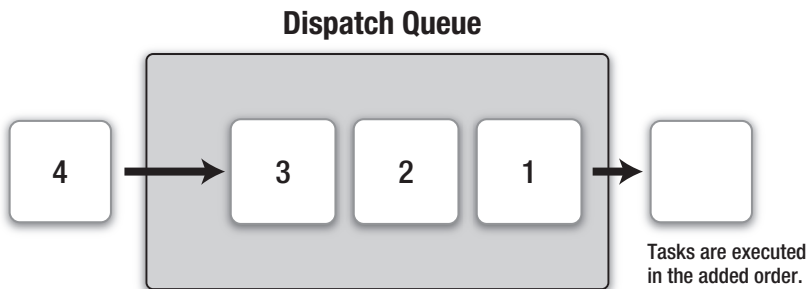 Dispatch Queue
4
3
2
1
Tasks are executed
in the added order.